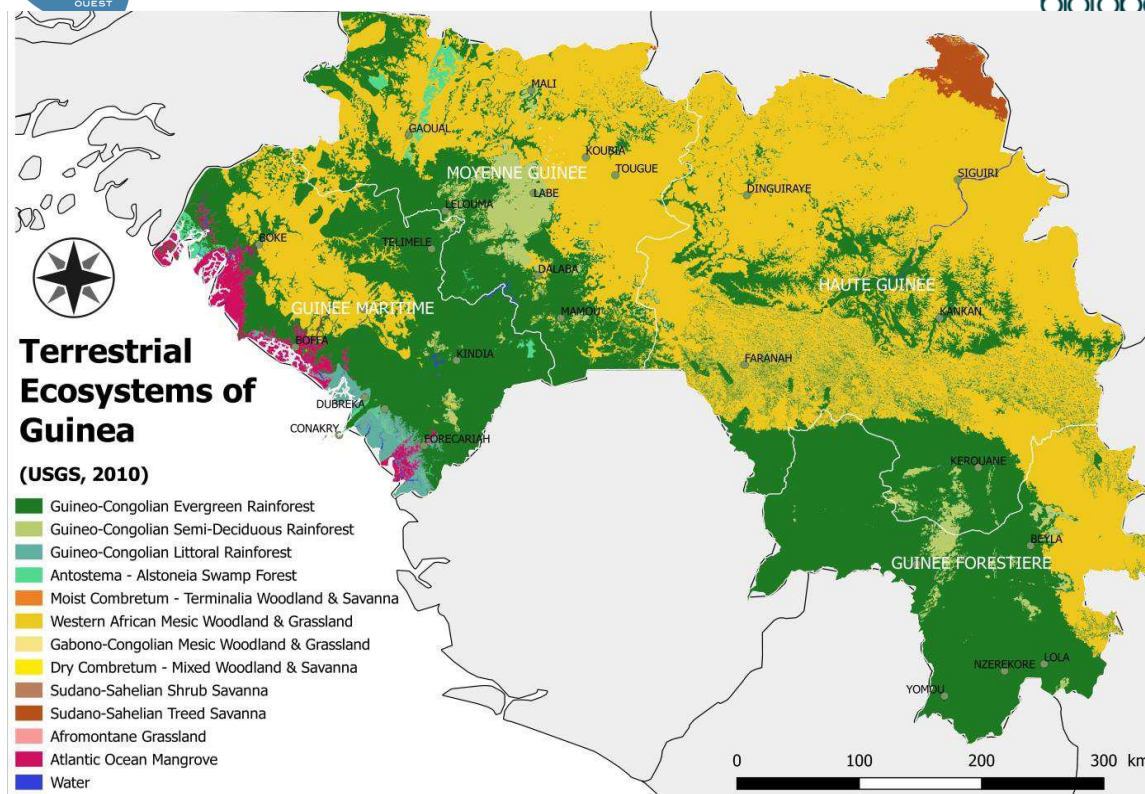 OUEST
MALI
GAOUAL
KOUBIA
MOYENNE GUINEE
TOUGUE
SIGUIRI
DINGUIRAYE
LABE
LELOUMA
BOKE
TELIMELE
DALABA
HAUTE GUINEE
GUINEE MARITIME
MAMOU
KANKAN
BOFFA
KINDIA
FARANAH
DUBREKA
CONAKRY
FORECARIAH
KEROUANE
BEYLA
GUINEE FORESTIERE
LOLA
NZEREKORE
YOMOU
Terrestrial
Ecosystems of
Guinea
(USGS, 2010)
Guineo-Congolian Evergreen Rainforest
Guineo-Congolian Semi-Deciduous Rainforest
Guineo-Congolian Littoral Rainforest
Antostema - Alstoneia Swamp Forest
Moist Combretum - Terminalia Woodland & Savanna
Western African Mesic Woodland & Grassland
Gabono-Congolian Mesic Woodland & Grassland
Dry Combretum - Mixed Woodland & Savanna
Sudano-Sahelian Shrub Savanna
Sudano-Sahelian Treed Savanna
Afromontane Grassland
Atlantic Ocean Mangrove
Water
0 100 200 300 km